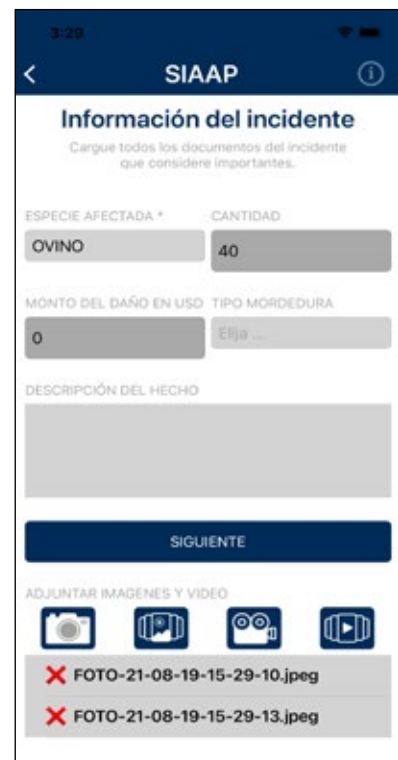 3:29
SIAAP
Información del incidente
Cargue todos los documentos del incidente
que considere importantes.
ESPECIE AFECTADA * CANTIDAD
OVINO 40
MONTO DEL DAÑO EN USD TIPO MORDEDURA
0 Elija ...
DESCRIPCIÓN DEL HECHO
SIGUIENTE
ADJUNTAR IMAGENES Y VIDEO
FOTO-21-08-19-15-29-10.jpeg
FOTO-21-08-19-15-29-13.jpeg